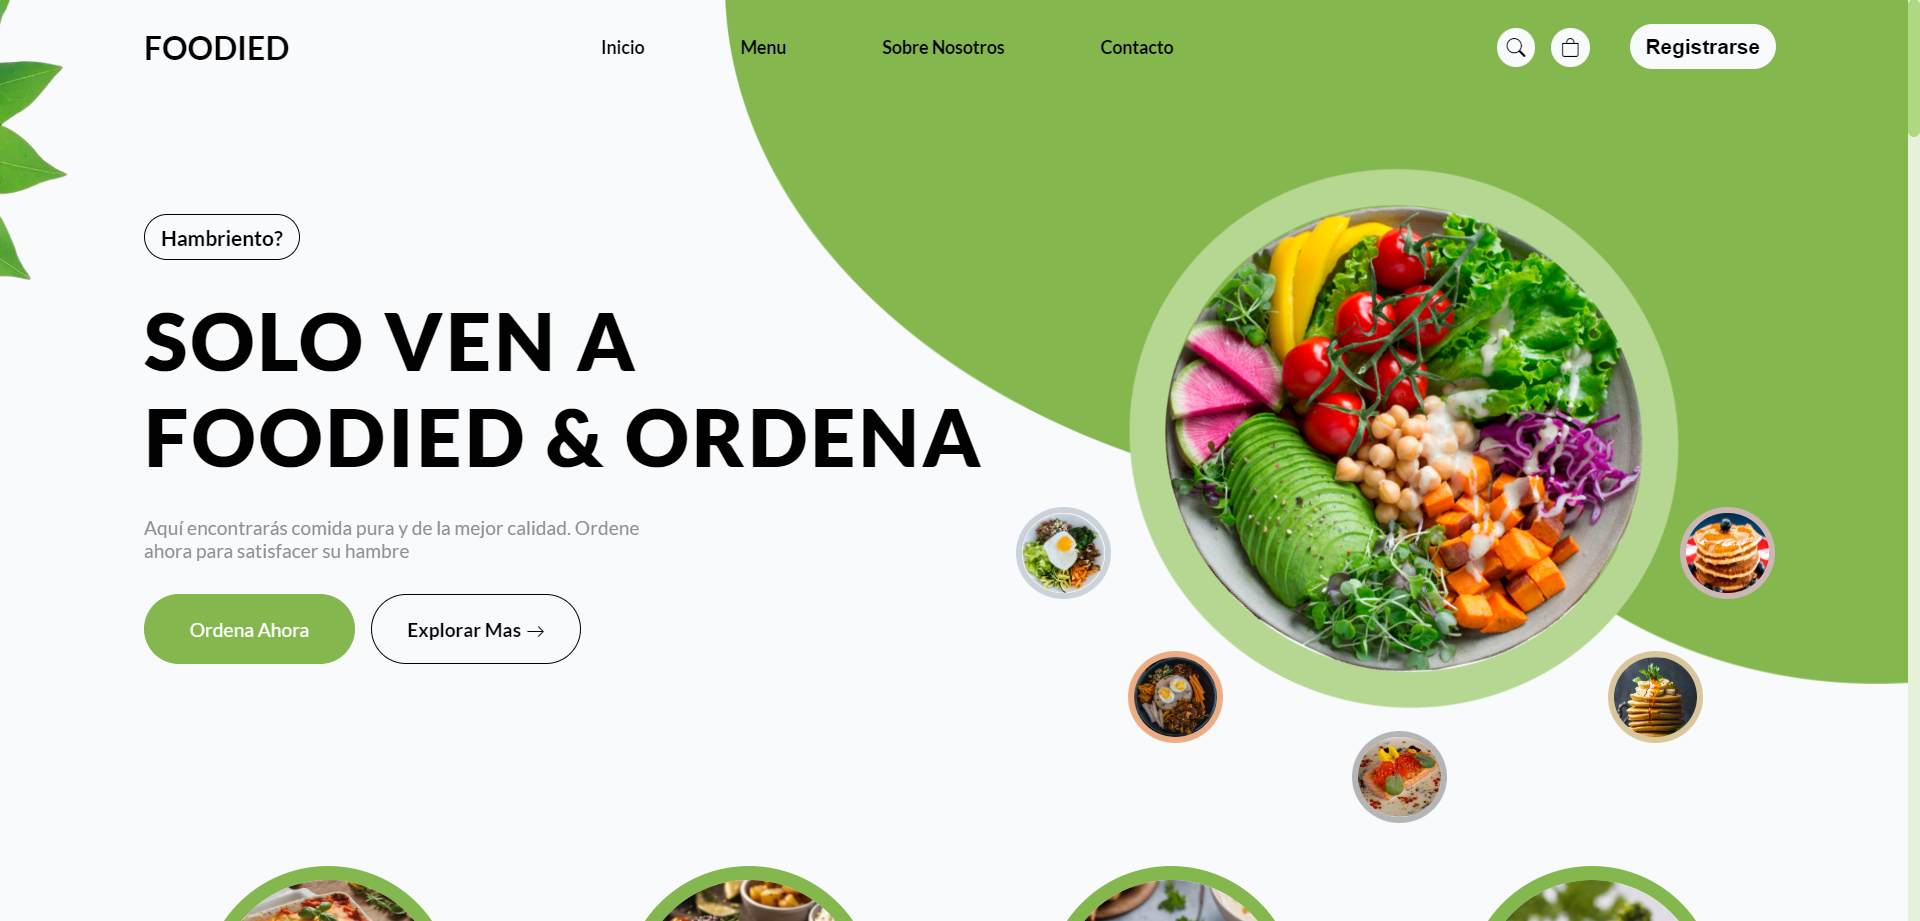 FOODIED
Inicio
Menu
Sobre Nosotros
Contacto
Registrarse
Hambriento?
SOLO VEN A
FOODIED & ORDENA
Aquí encontrarás comida pura y de la mejor calidad. Ordene
ahora para satisfacer su hambre
Ordena Ahora
Explorar Mas →